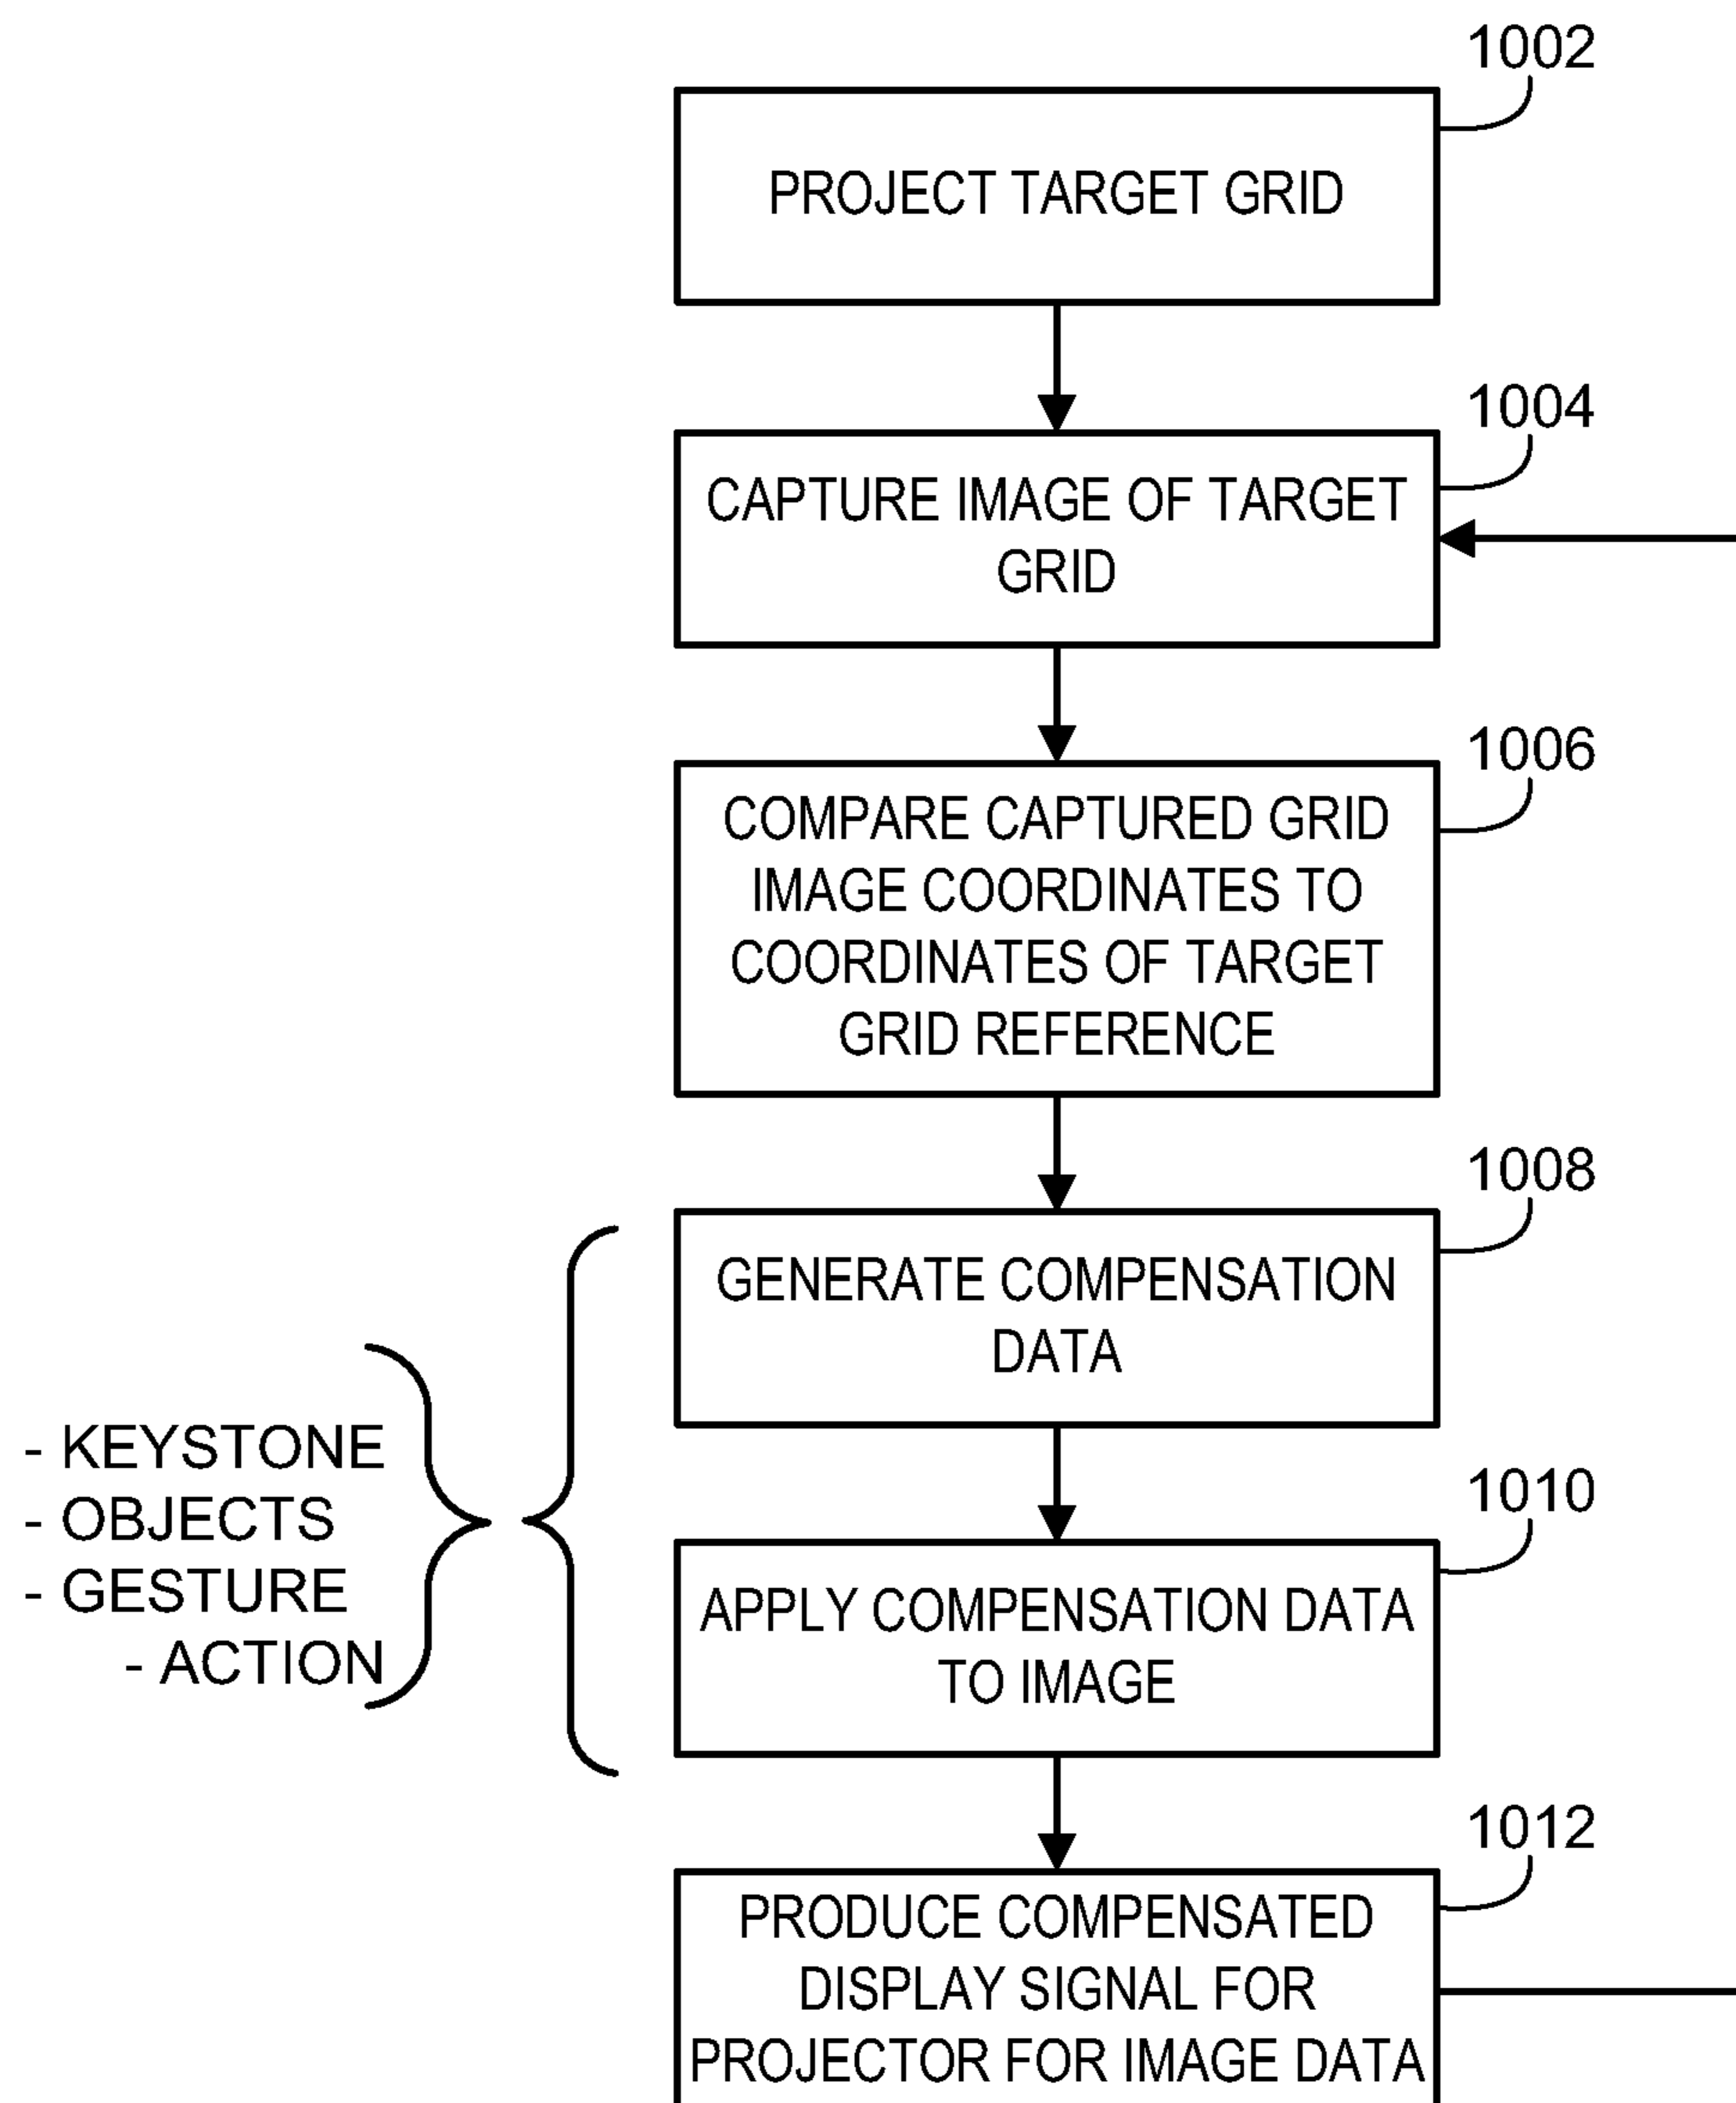 1002
PROJECT TARGET GRID
1004
CAPTURE IMAGE OF TARGET
GRID
1006
COMPARE CAPTURED GRID
IMAGE COORDINATES TO
COORDINATES OF TARGET
GRID REFERENCE
1008
GENERATE COMPENSATION
DATA
- KEYSTONE
- OBJECTS
- GESTURE
- ACTION
1010
APPLY COMPENSATION DATA
TO IMAGE
1012
PRODUCE COMPENSATED
DISPLAY SIGNAL FOR
PROJECTOR FOR IMAGE DATA